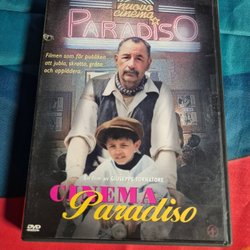 nuovo
cinema
PARADISO
Filmen som får publiken
att jubla, skratta, gråta
och applådera.
En film av GIUSEPPE TORNATORE
CINEMA
Paradiso
DVD